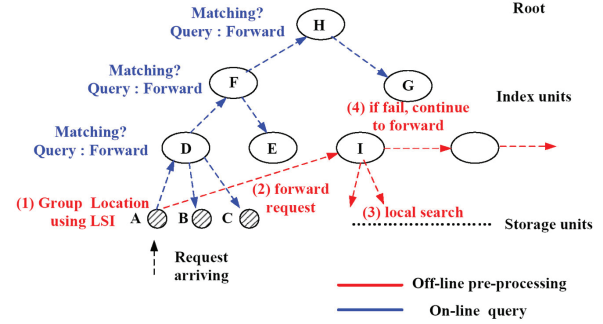 Matching?
Query : Forward
H
Root
Matching?
Query : Forward
F
G
Index units
(4) if fail, continue
to forward
Matching?
Query : Forward
D
E
I
(1) Group Location
using LSI
A
B
C
(2) forward
request
(3) local search
Storage units
Request
arriving
Off-line pre-processing
On-line query